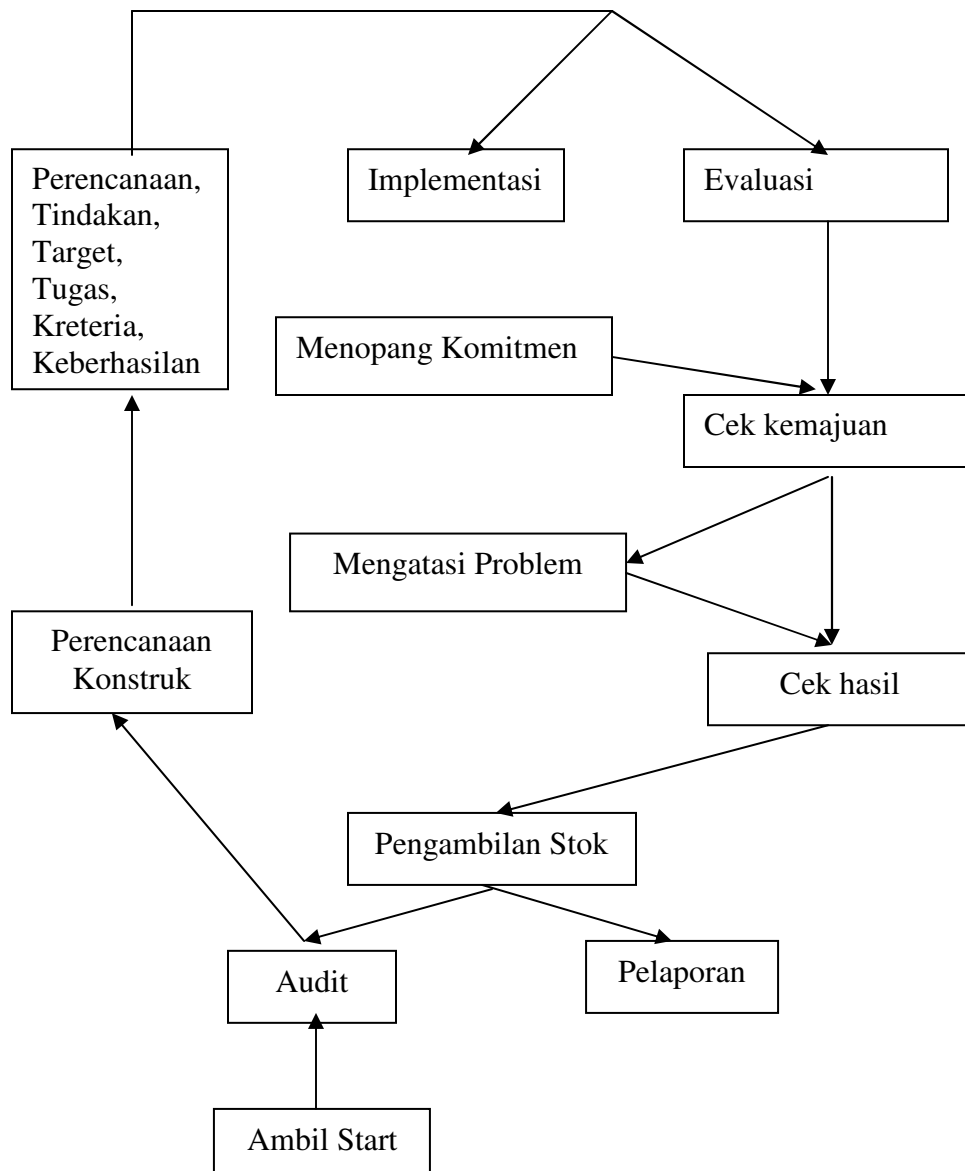 Perencanaan,
Tindakan,
Target,
Tugas,
Kreteria,
Keberhasilan
Implementasi
Evaluasi
Menopang Komitmen
Cek kemajuan
Mengatasi Problem
Perencanaan
Konstruk
Cek hasil
Pengambilan Stok
Audit
Pelaporan
Ambil Start